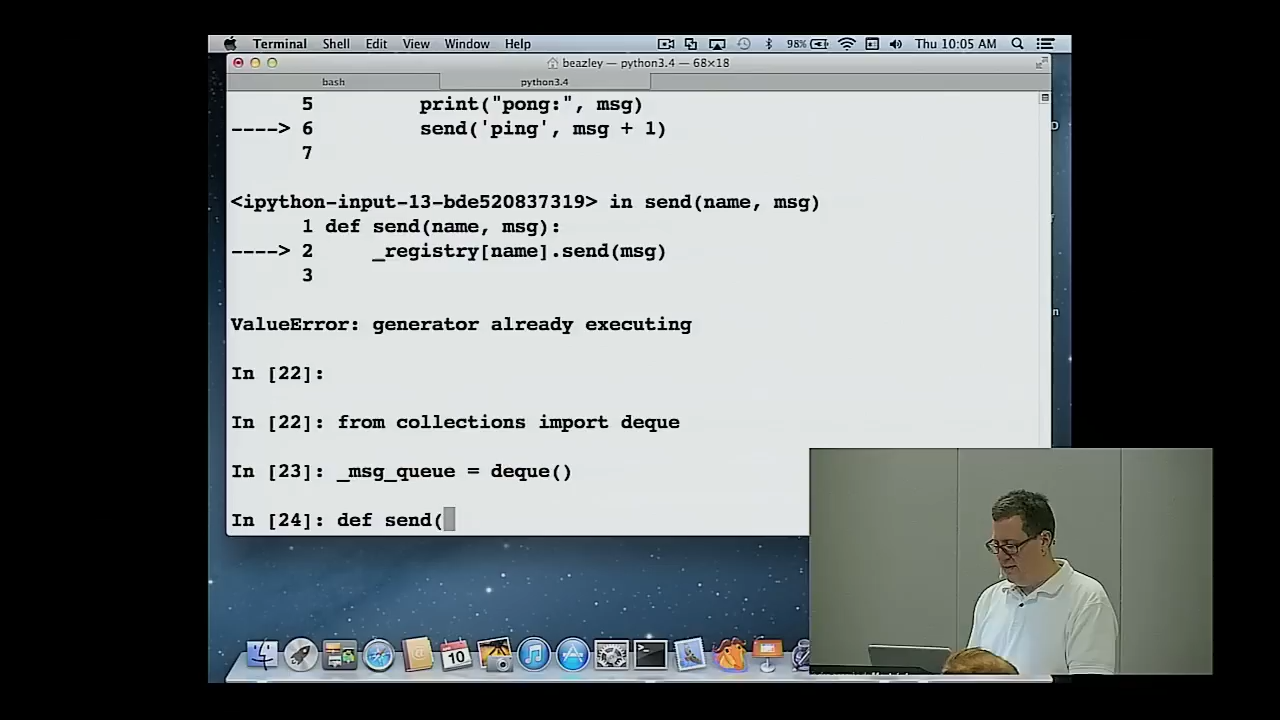 Terminal Shell Edit View Window Help 98% Thu 10:05 AM
beazley — python3.4 — 68×18
bash python3.4
5 print("pong:", msg)
----> 6 send('ping', msg + 1)
7
<ipython-input-13-bde520837319> in send(name, msg)
1 def send(name, msg):
----> 2 _registry[name].send(msg)
3
ValueError: generator already executing
In [22]:
In [22]: from collections import deque
In [23]: _msg_queue = deque()
In [24]: def send(
10